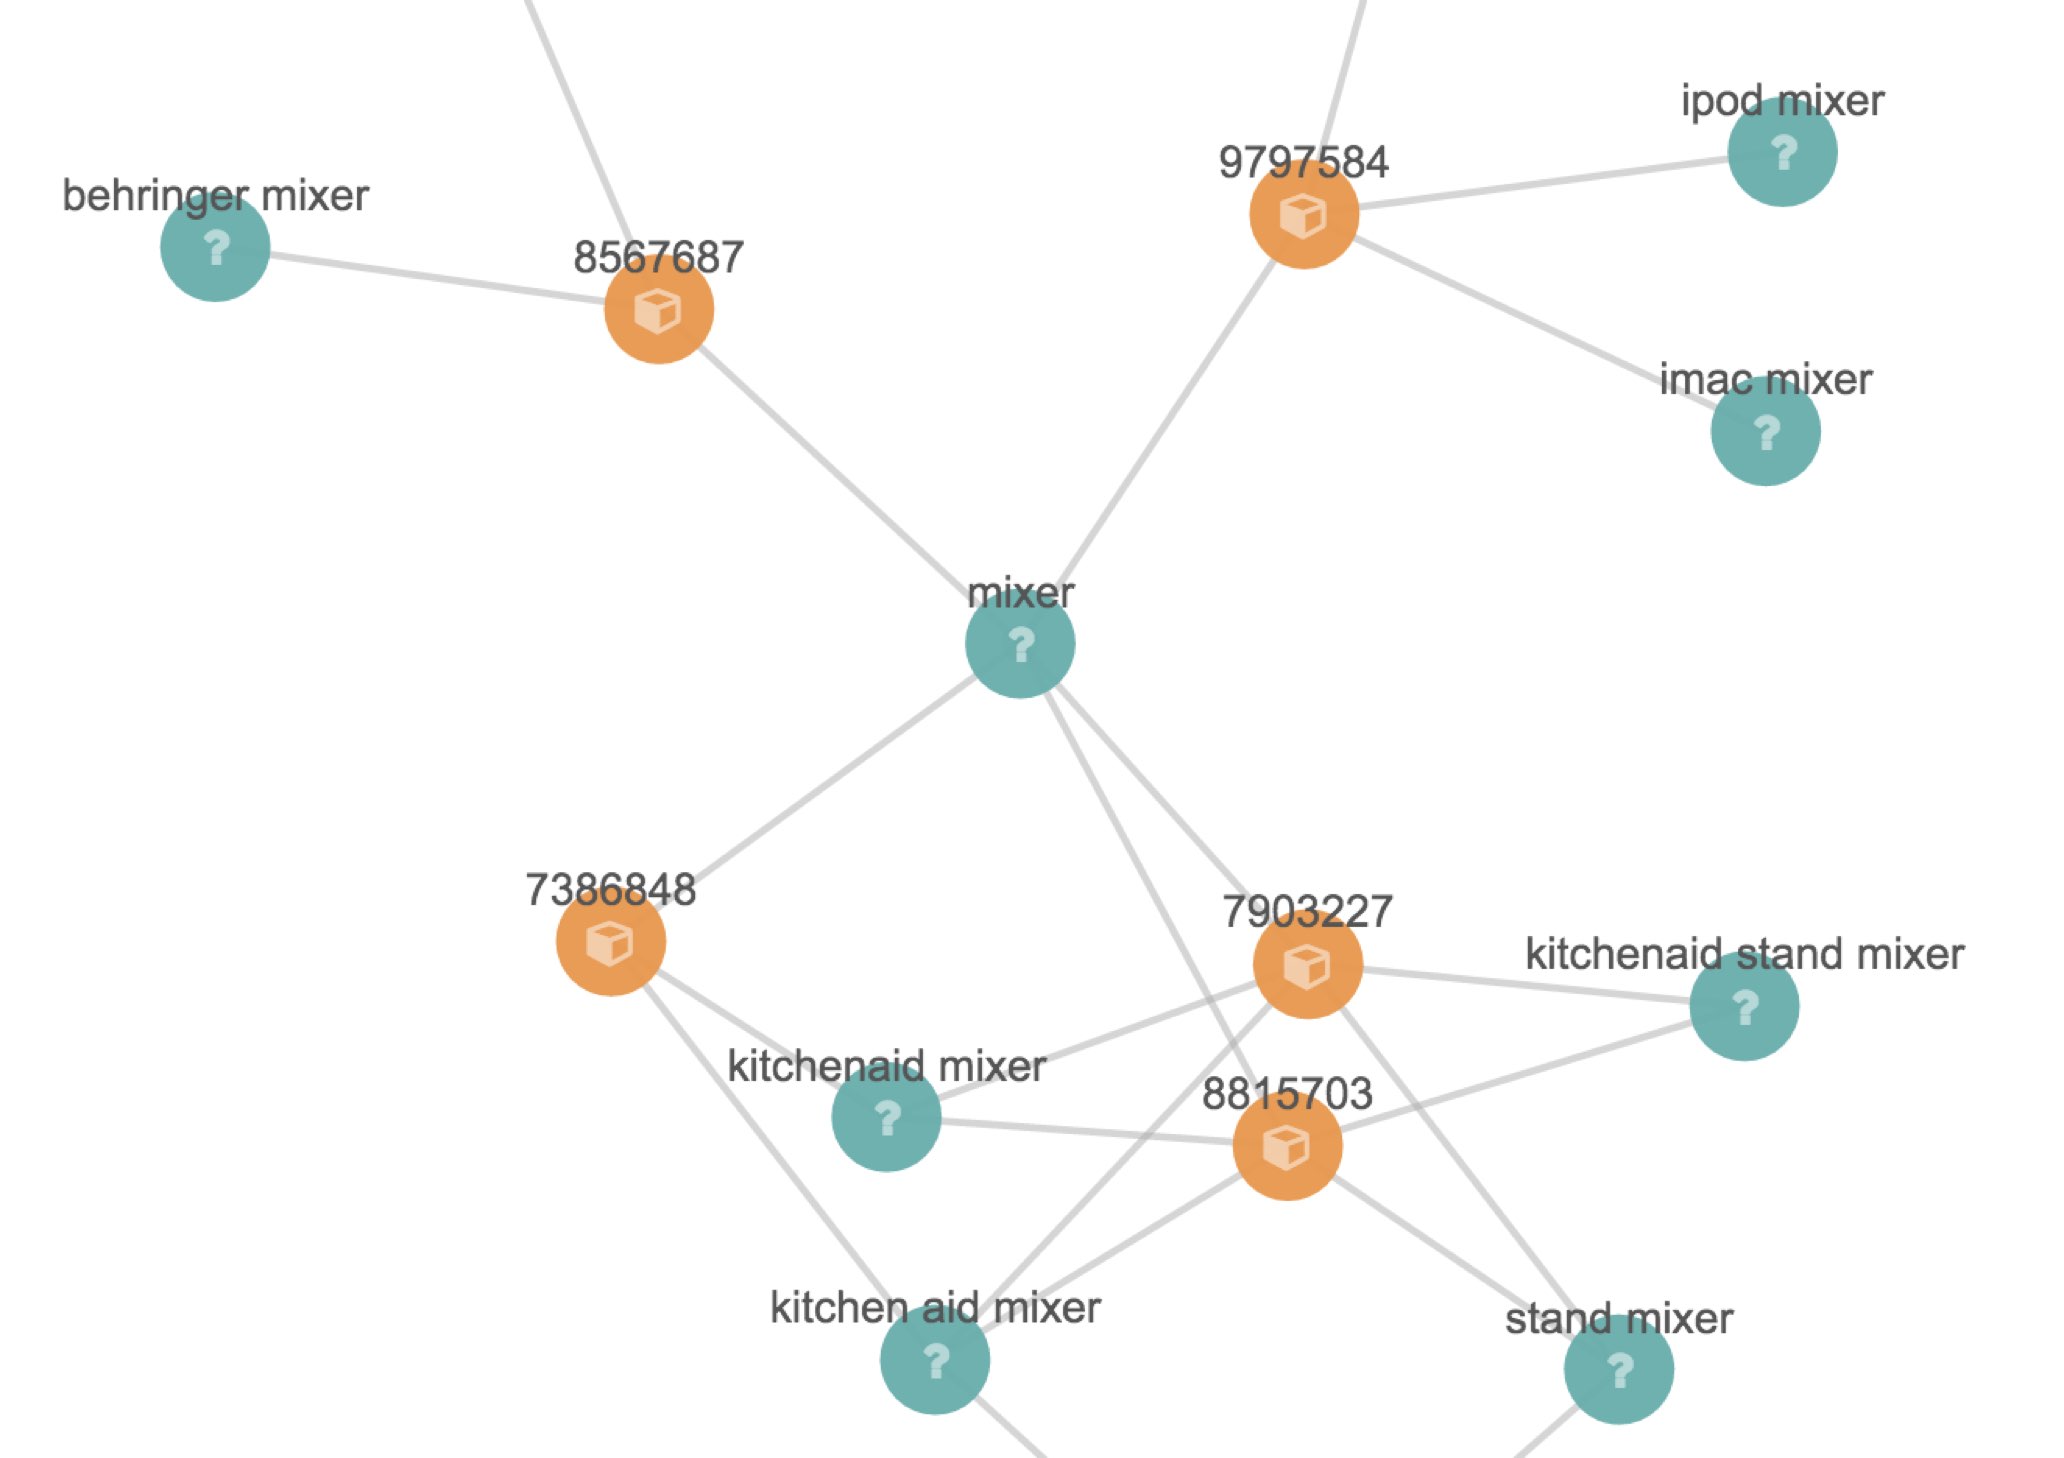 ipod mixer
9797584
behringer mixer
8567687
imac mixer
mixer
7386848
7903227
kitchenaid stand mixer
kitchenaid mixer
8815703
kitchen aid mixer
stand mixer